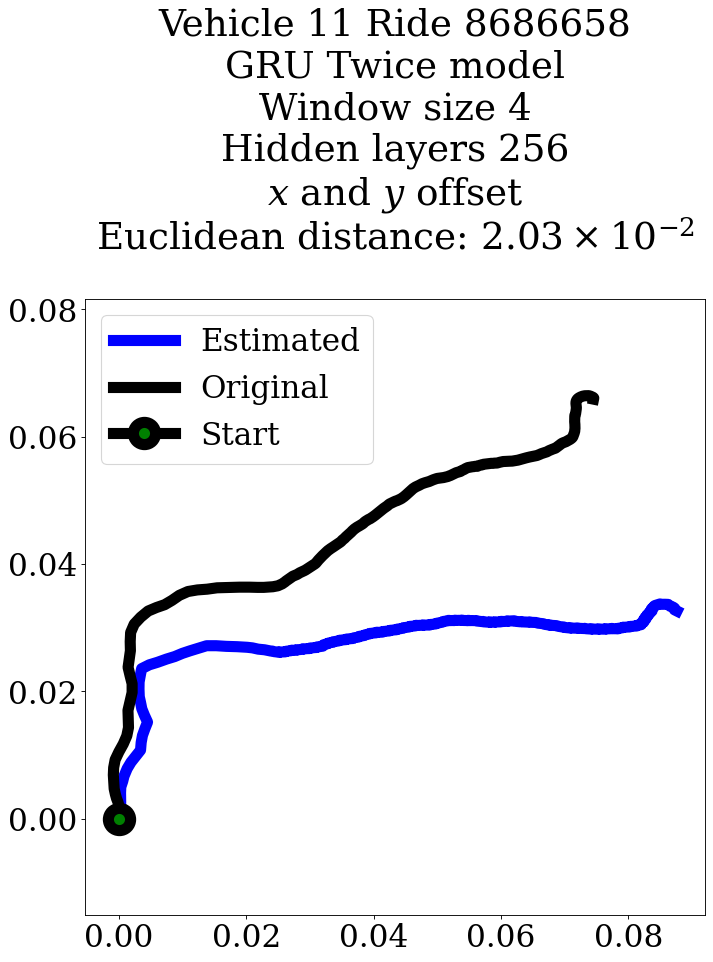 Vehicle 11 Ride 8686658
GRU Twice model
Window size 4
Hidden layers 256
x and y offset
Euclidean distance: 2.03 × 10⁻²
0.08
0.06
0.04
0.02
0.00
Estimated
Original
Start
0.00 0.02 0.04 0.06 0.08